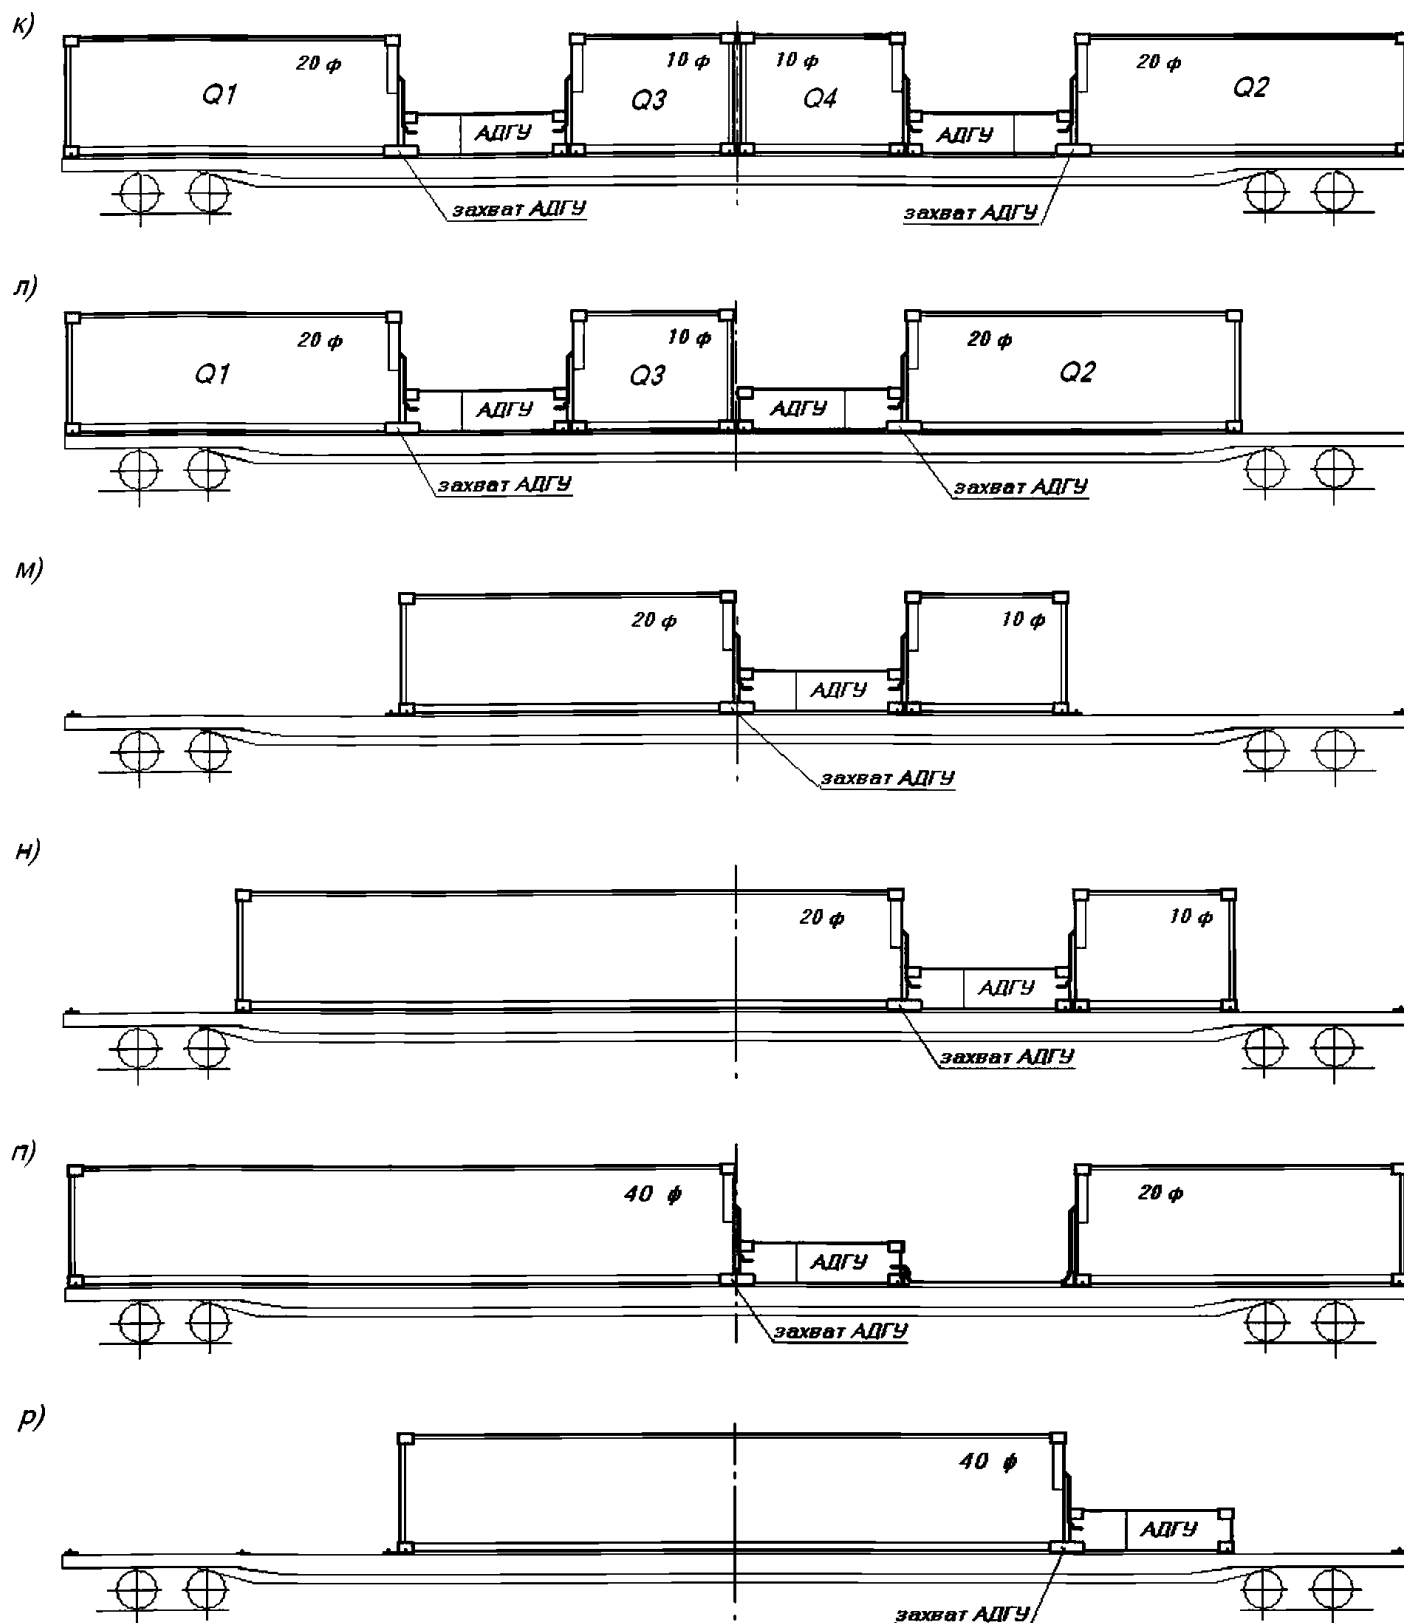 к)
20 ф 10 ф 10 ф 20 ф
Q1 Q3 Q4 Q2
АДГУ АДГУ
захват АДГУ захват АДГУ
л)
20 ф 10 ф 20 ф
Q1 Q3 Q2
АДГУ АДГУ
захват АДГУ захват АДГУ
м)
20 ф 10 ф
АДГУ
захват АДГУ
н)
20 ф 10 ф
АДГУ
захват АДГУ
п)
40 ф 20 ф
АДГУ
захват АДГУ
р)
40 ф
АДГУ
захват АДГУ